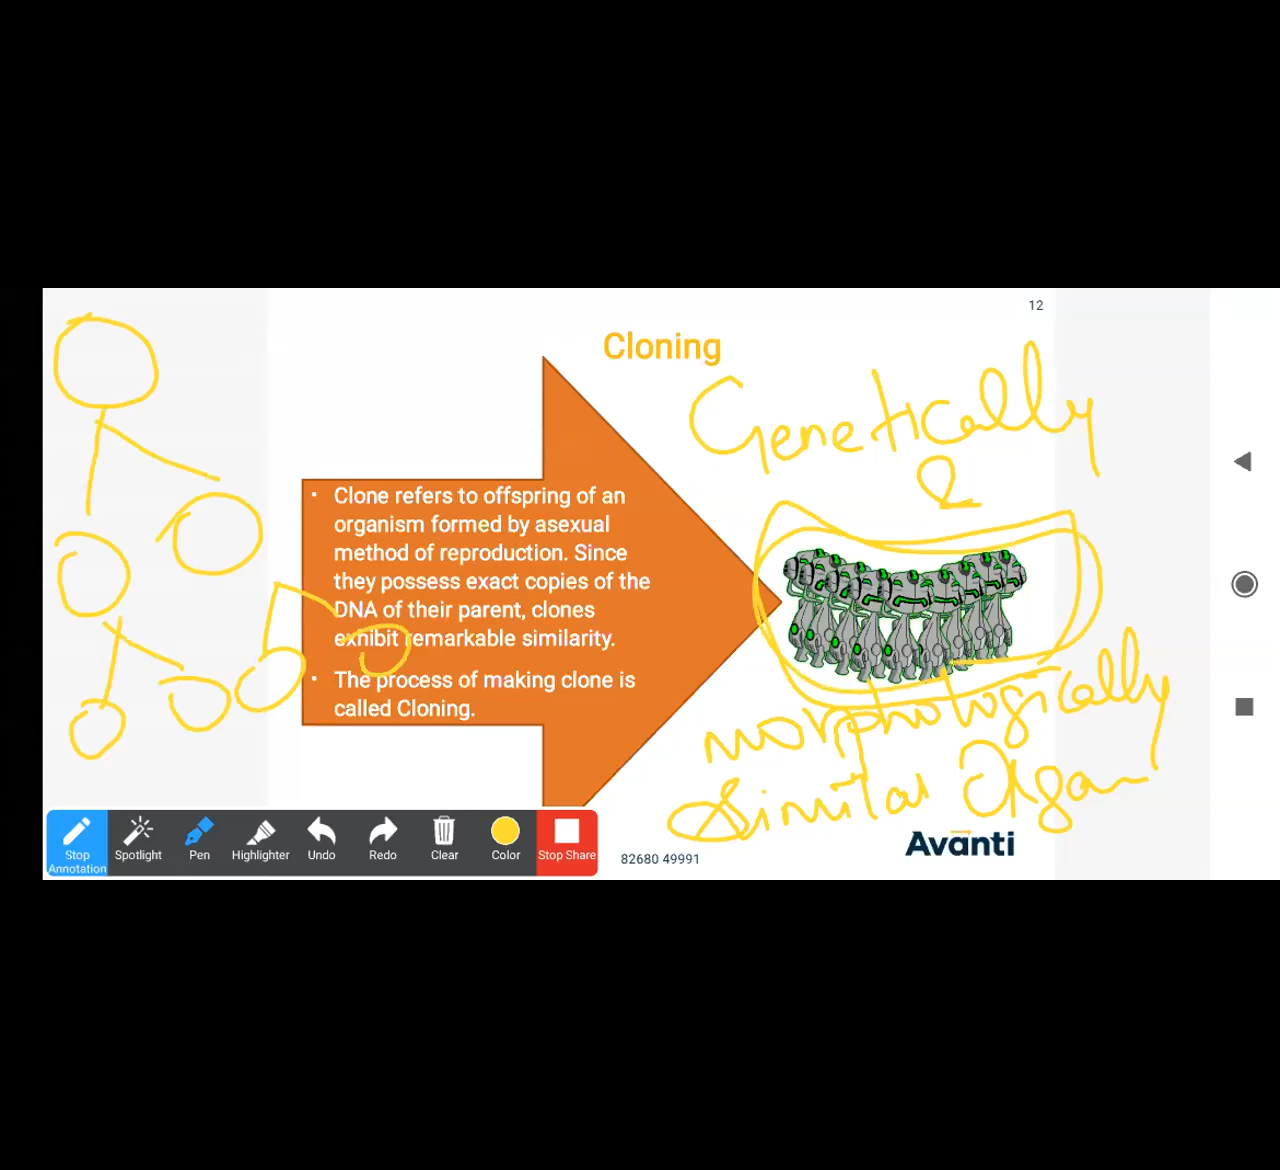 12
Cloning
Genetically
&
• Clone refers to offspring of an
organism formed by asexual
method of reproduction. Since
they possess exact copies of the
DNA of their parent, clones
exhibit remarkable similarity.
• The process of making clone is
called Cloning.
morphologically
similar
Stop Annotation
Spotlight
Pen
Highlighter
Undo
Redo
Clear
Color
Stop Share
82680 49991
Avanti